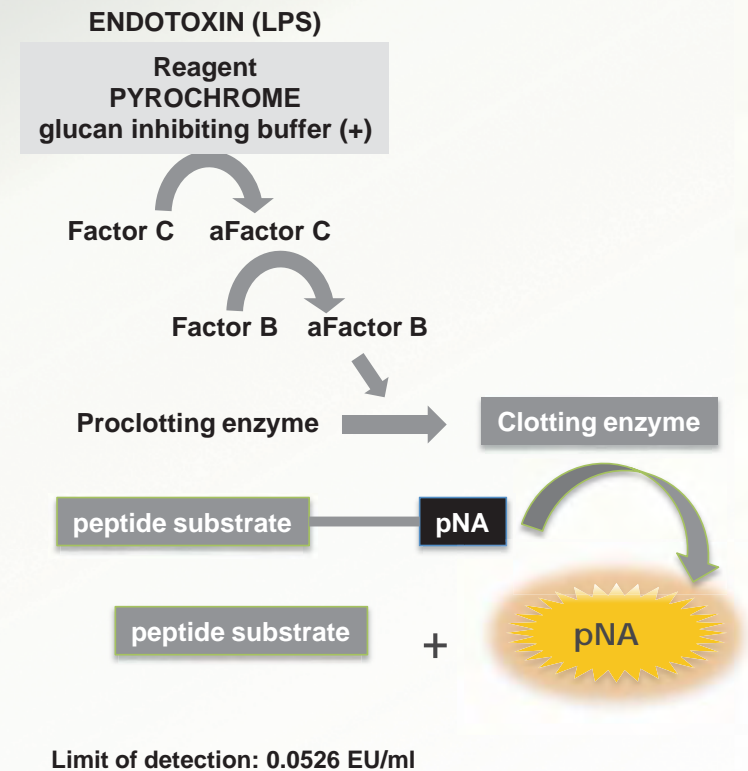 ENDOTOXIN (LPS)
Reagent
PYROCHROME
glucan inhibiting buffer (+)
Factor C aFactor C
Factor B aFactor B
Proclotting enzyme Clotting enzyme
peptide substrate pNA
peptide substrate + pNA
Limit of detection: 0.0526 EU/ml